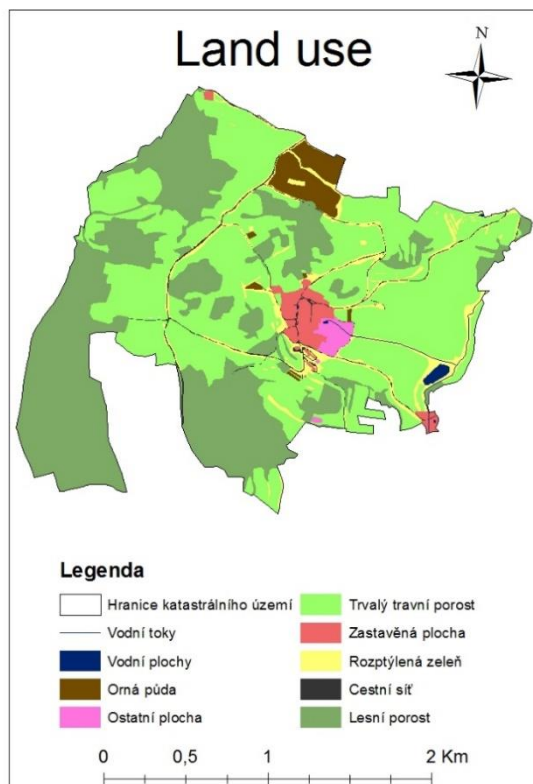 Land use
N
Legenda
Hranice katastrálního území
Vodní toky
Vodní plochy
Orná půda
Ostatní plocha
Trvalý travní porost
Zastavěná plocha
Rozptýlená zeleň
Cestní síť
Lesní porost
0 0,5 1 2 Km